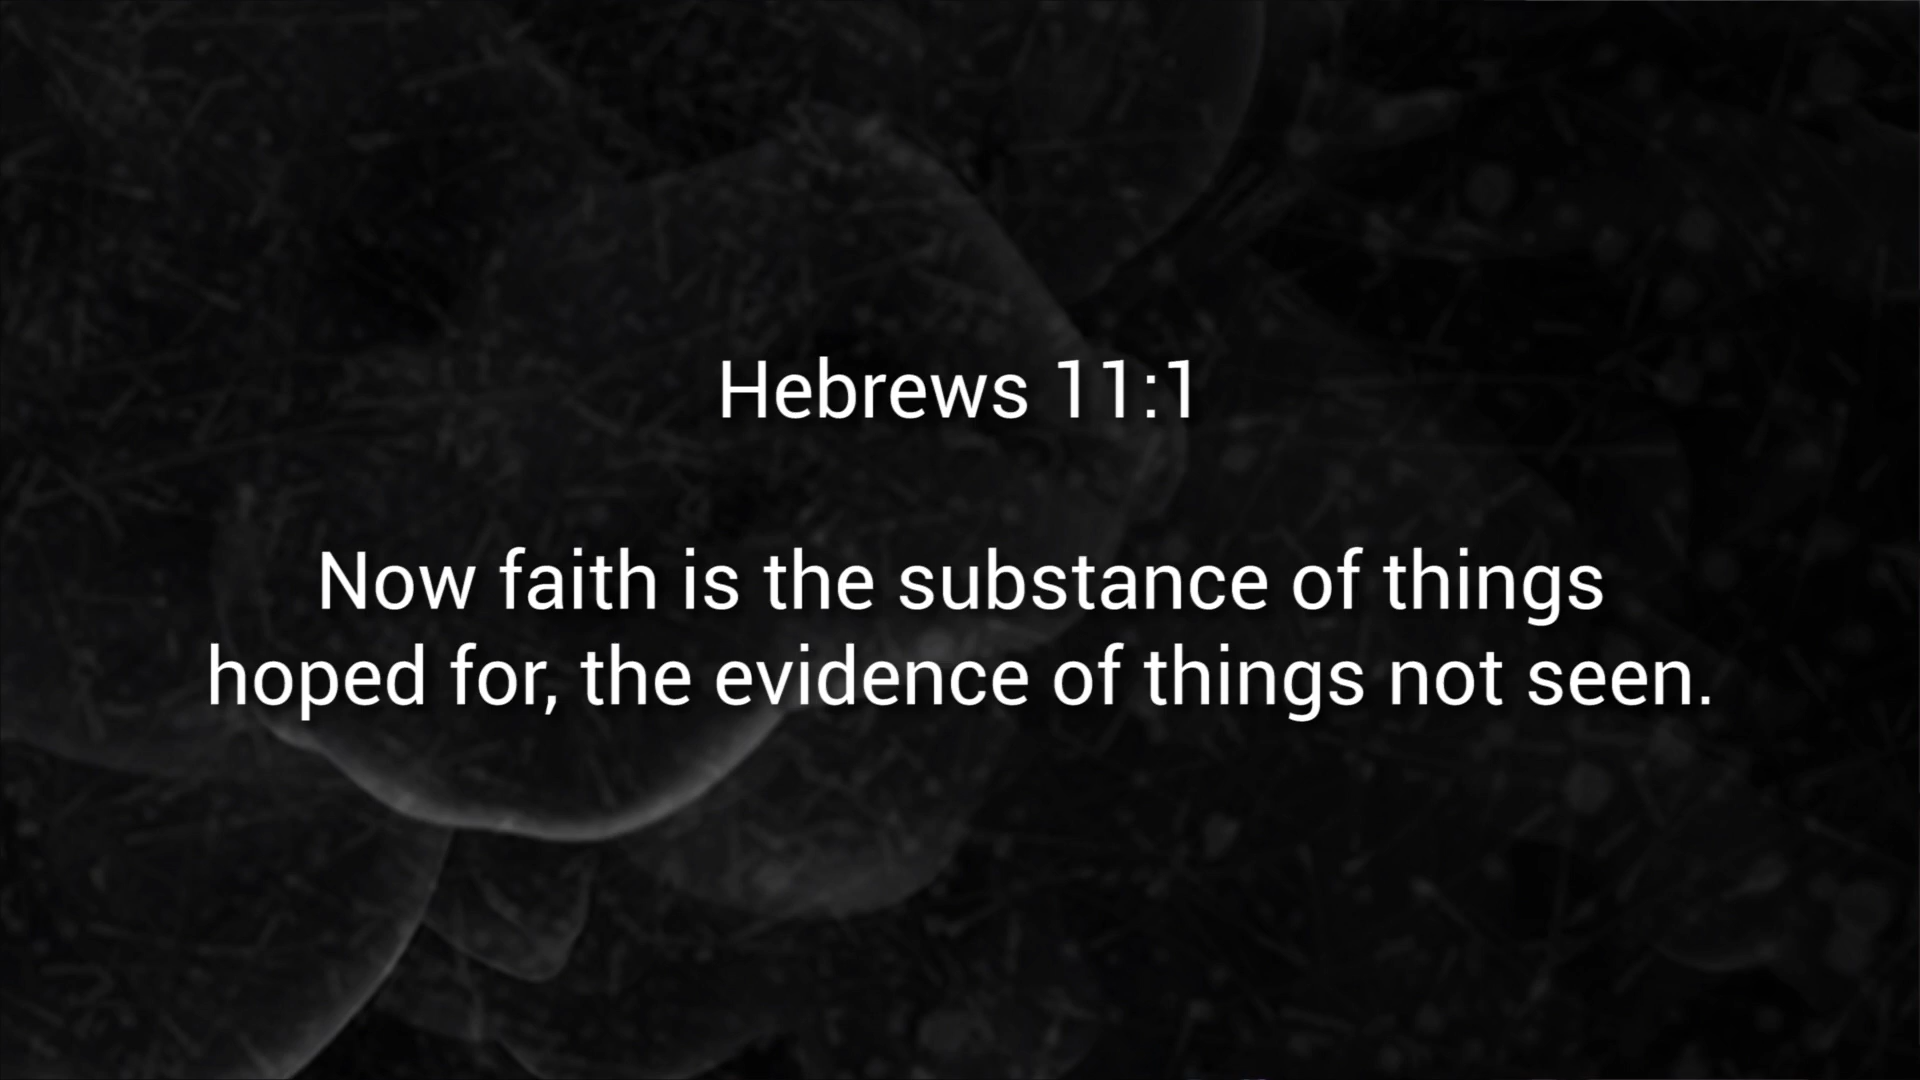 Hebrews 11:1
Now faith is the substance of things
hoped for, the evidence of things not seen.